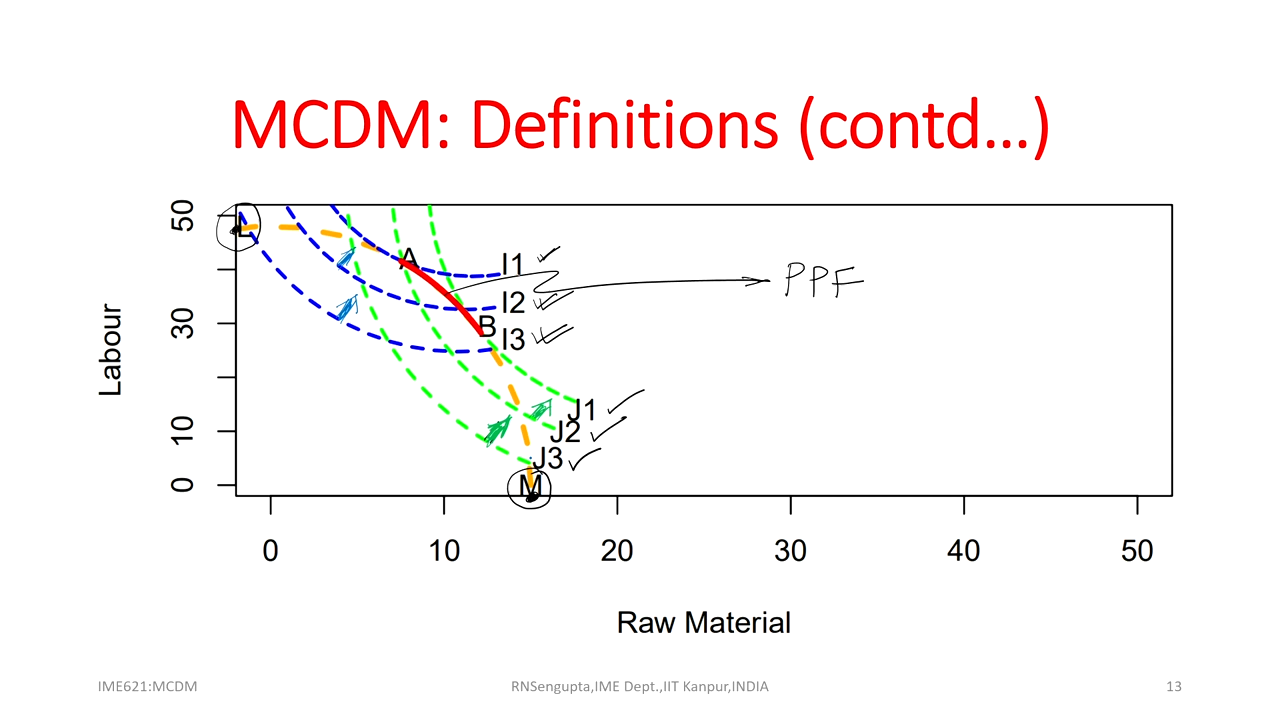 MCDM: Definitions (contd…)
50
30
10
0
Labour
L
A
B
M
I1
I2
I3
J1
J2
J3
PPF
0 10 20 30 40 50
Raw Material
IME621:MCDM RNSengupta,IME Dept.,IIT Kanpur,INDIA 13